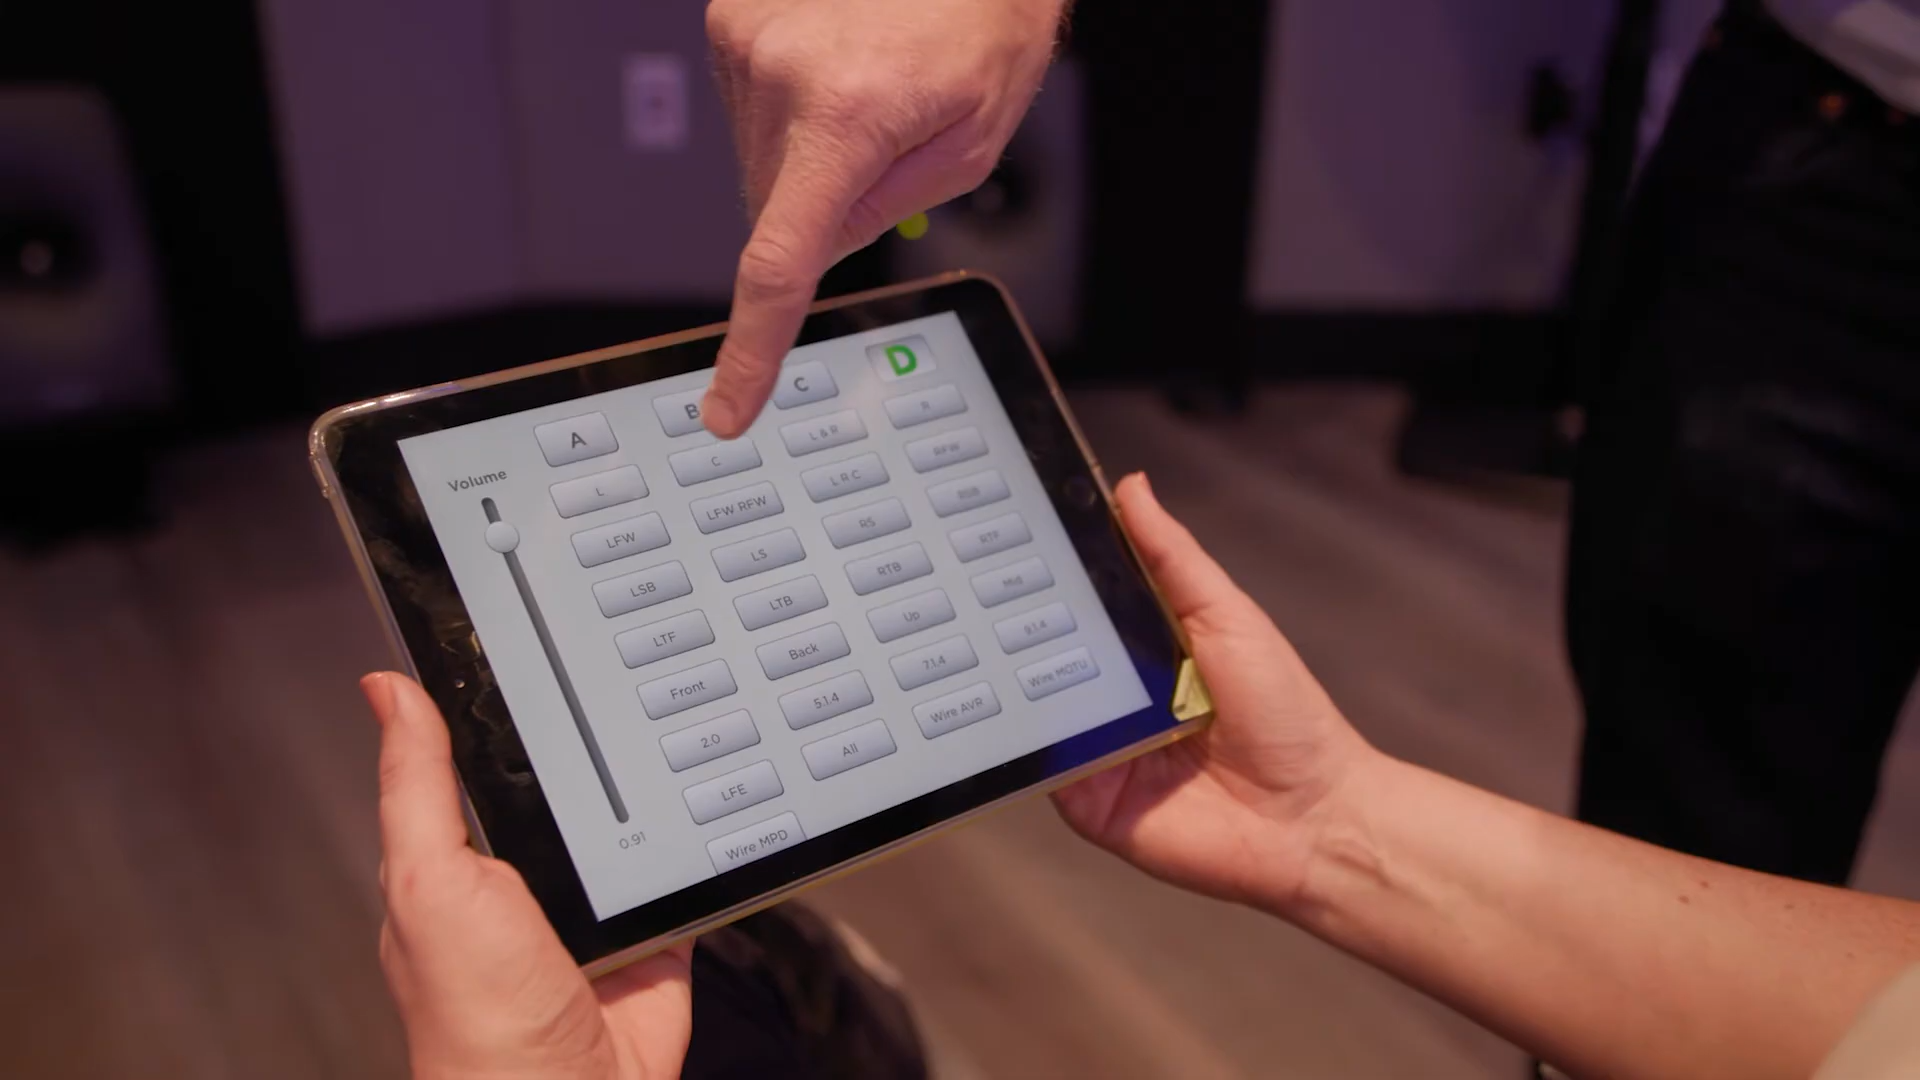 A B C D
Volume
L C L & R R
LFW LFW RFW L R C RFW
LSB LS RS RSB
LTF LTB RTB RTF
Front Back Up Mid
2.0 5.1.4 7.1.4 9.1.4
LFE All Wire AVR Wire MOTU
Wire MPD
0.91